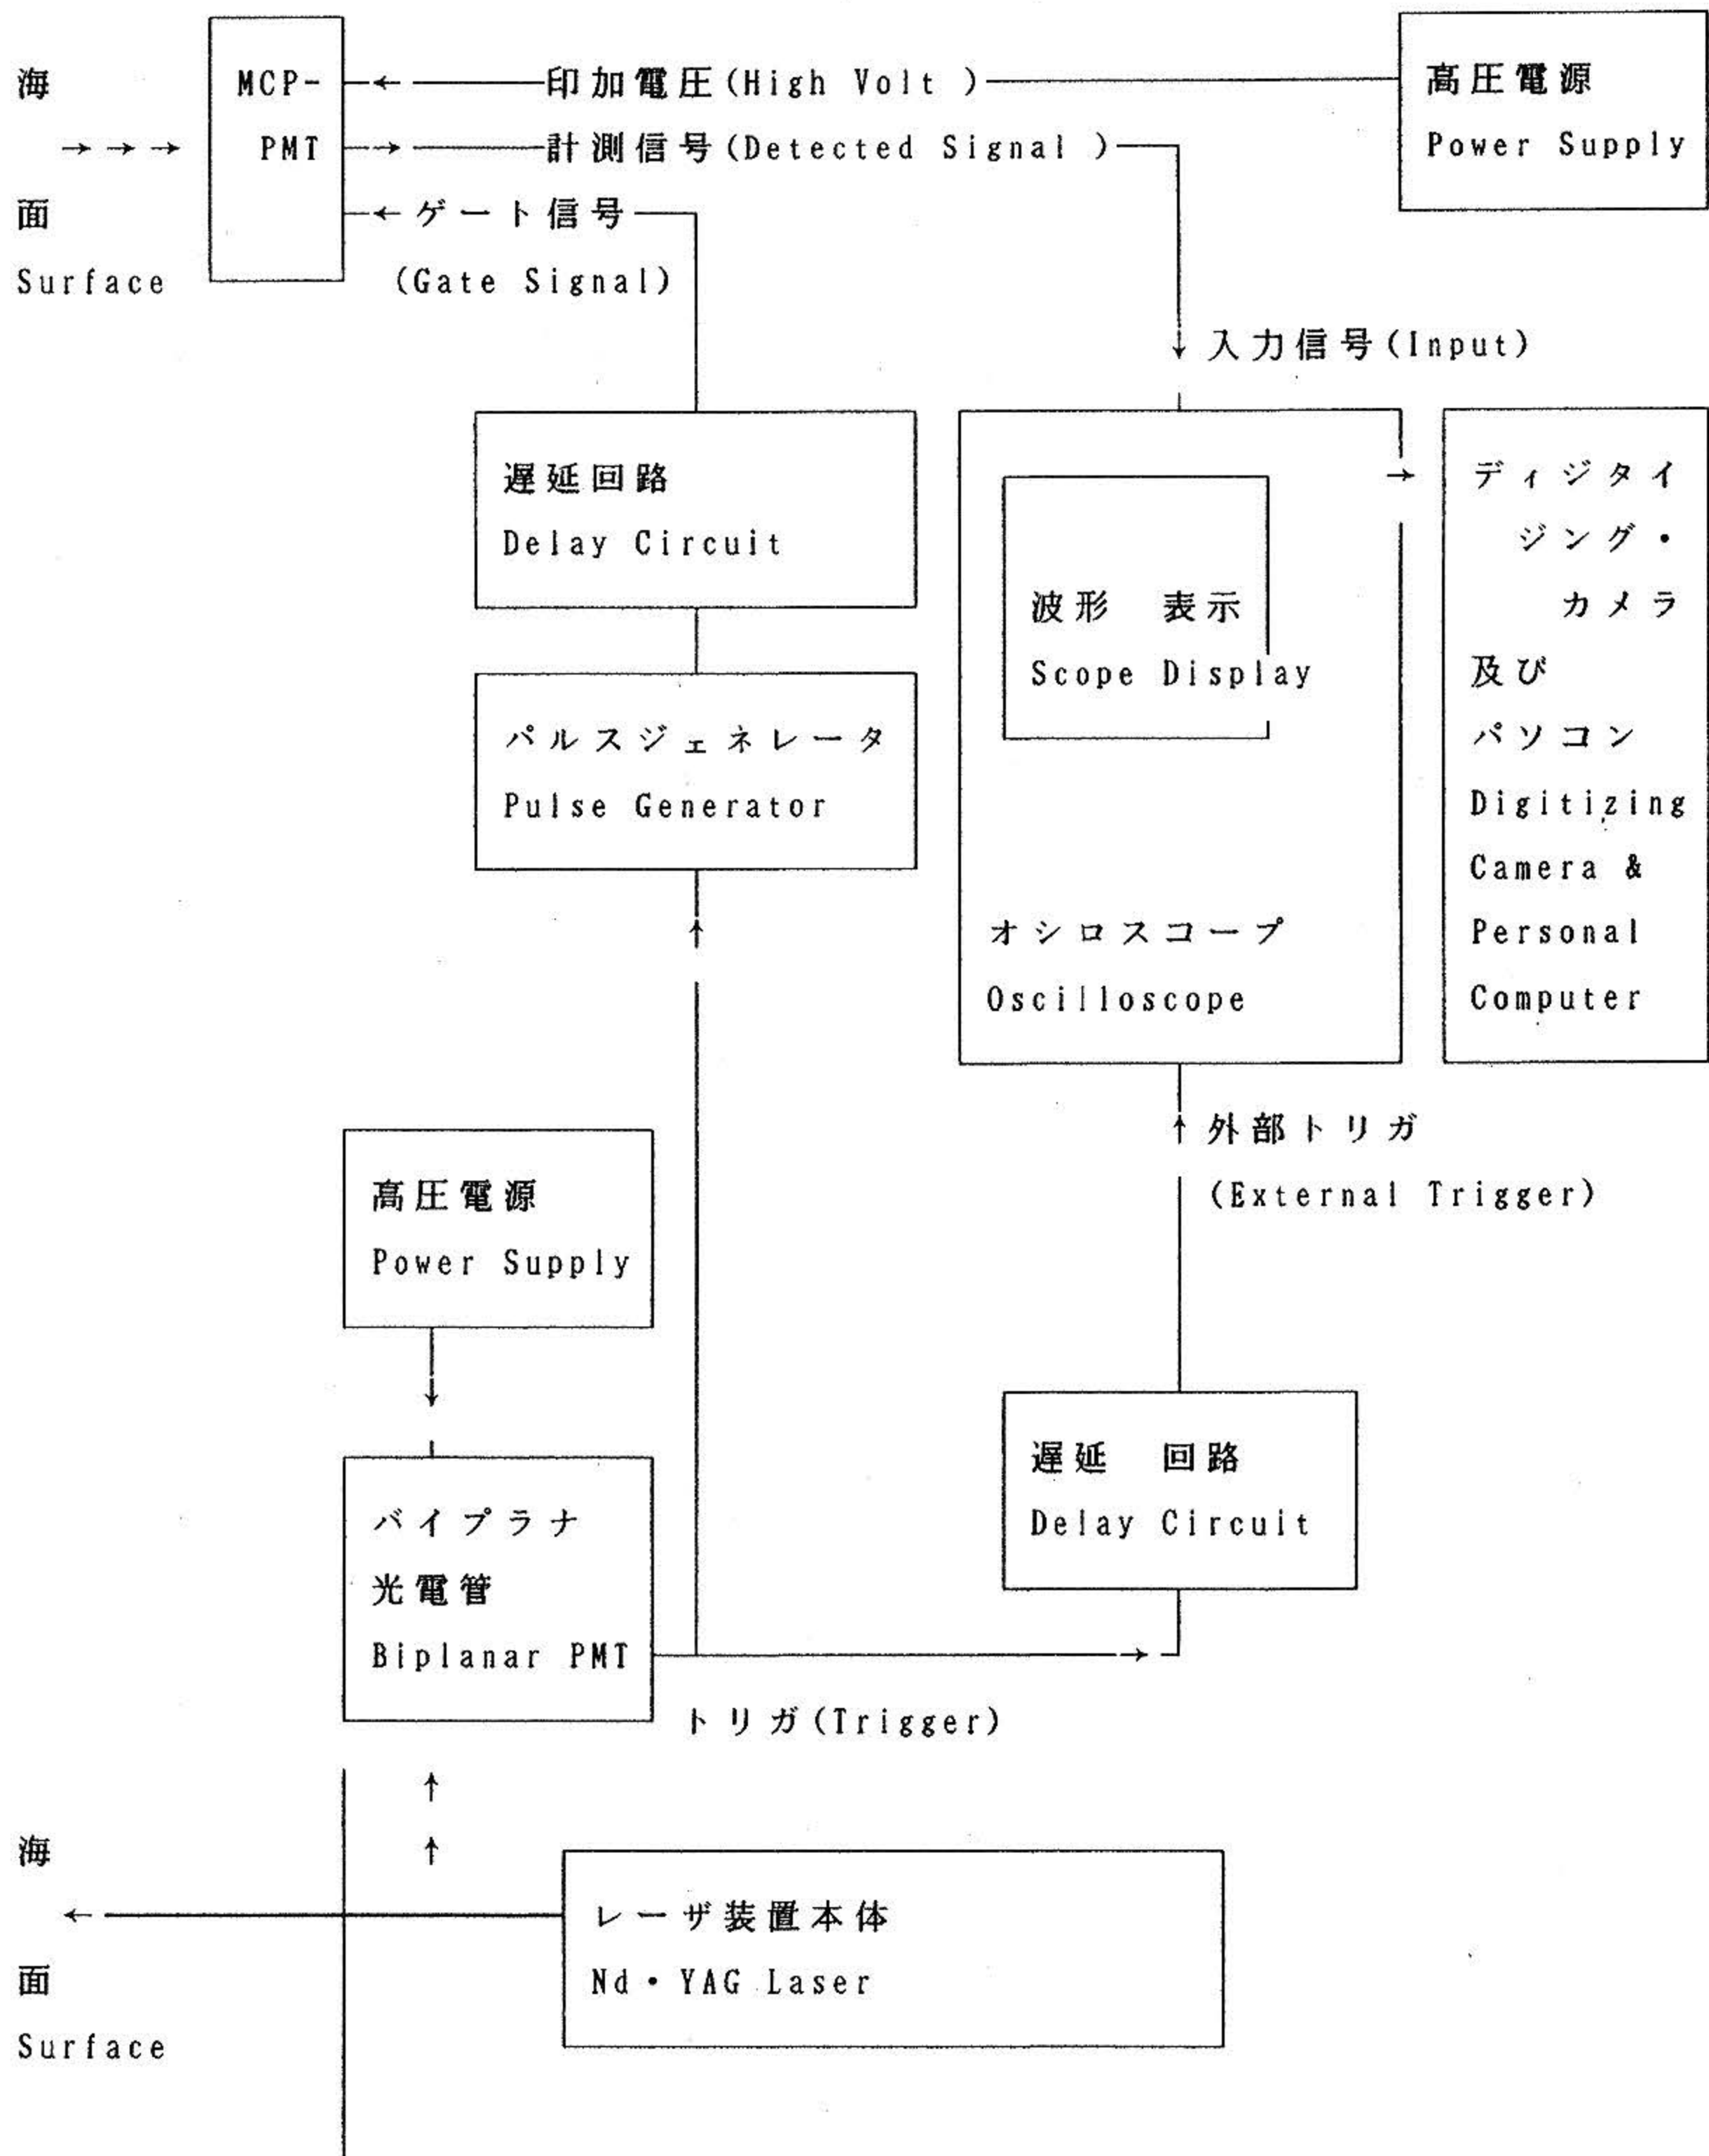 海
面
Surface
MCP-
PMT
印加電圧(High Volt )
計測信号(Detected Signal )
ゲート信号
(Gate Signal)
高圧電源
Power Supply
入力信号(Input)
遅延回路
Delay Circuit
パルスジェネレータ
Pulse Generator
波形 表示
Scope Display
オシロスコープ
Oscilloscope
ディジタイ
ジング・
カメラ
及び
パソコン
Digitizing
Camera &
Personal
Computer
外部トリガ
(External Trigger)
高圧電源
Power Supply
遅延 回路
Delay Circuit
バイプラナ
光電管
Biplanar PMT
トリガ(Trigger)
海
面
Surface
レーザ装置本体
Nd・YAG Laser